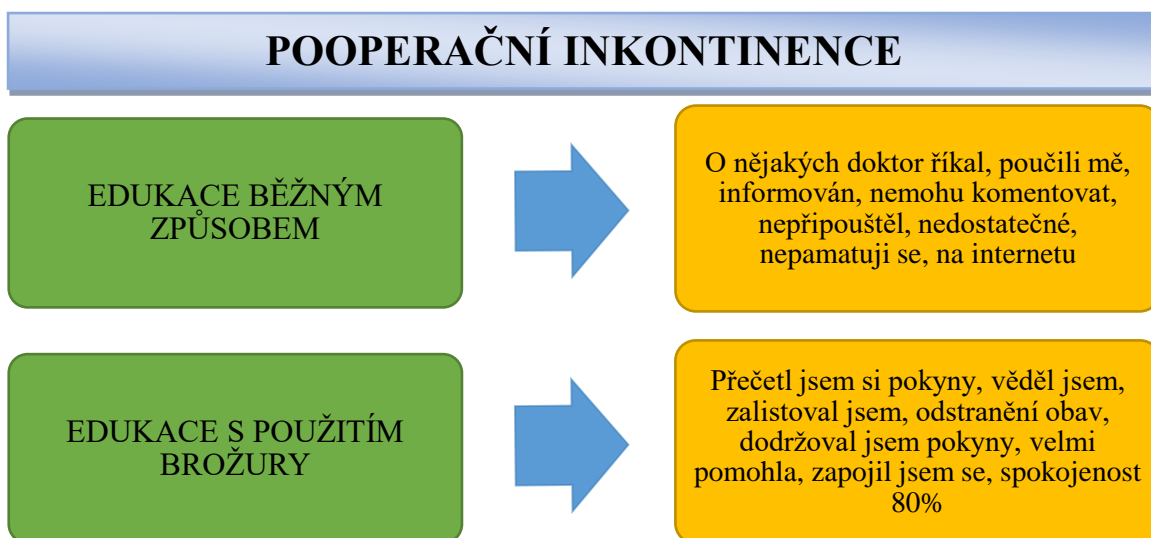 POOPERAČNÍ INKONTINENCE
EDUKACE BĚŽNÝM
ZPŮSOBEM
O nějakých doktor říkal, poučili mě,
informován, nemohu komentovat,
nepřipouštěl, nedostatečné,
nepamatuji se, na internetu
EDUKACE S POUŽITÍM
BROŽURY
Přečetl jsem si pokyny, věděl jsem,
zalistoval jsem, odstranění obav,
dodržoval jsem pokyny, velmi
pomohla, zapojil jsem se, spokojenost
80%